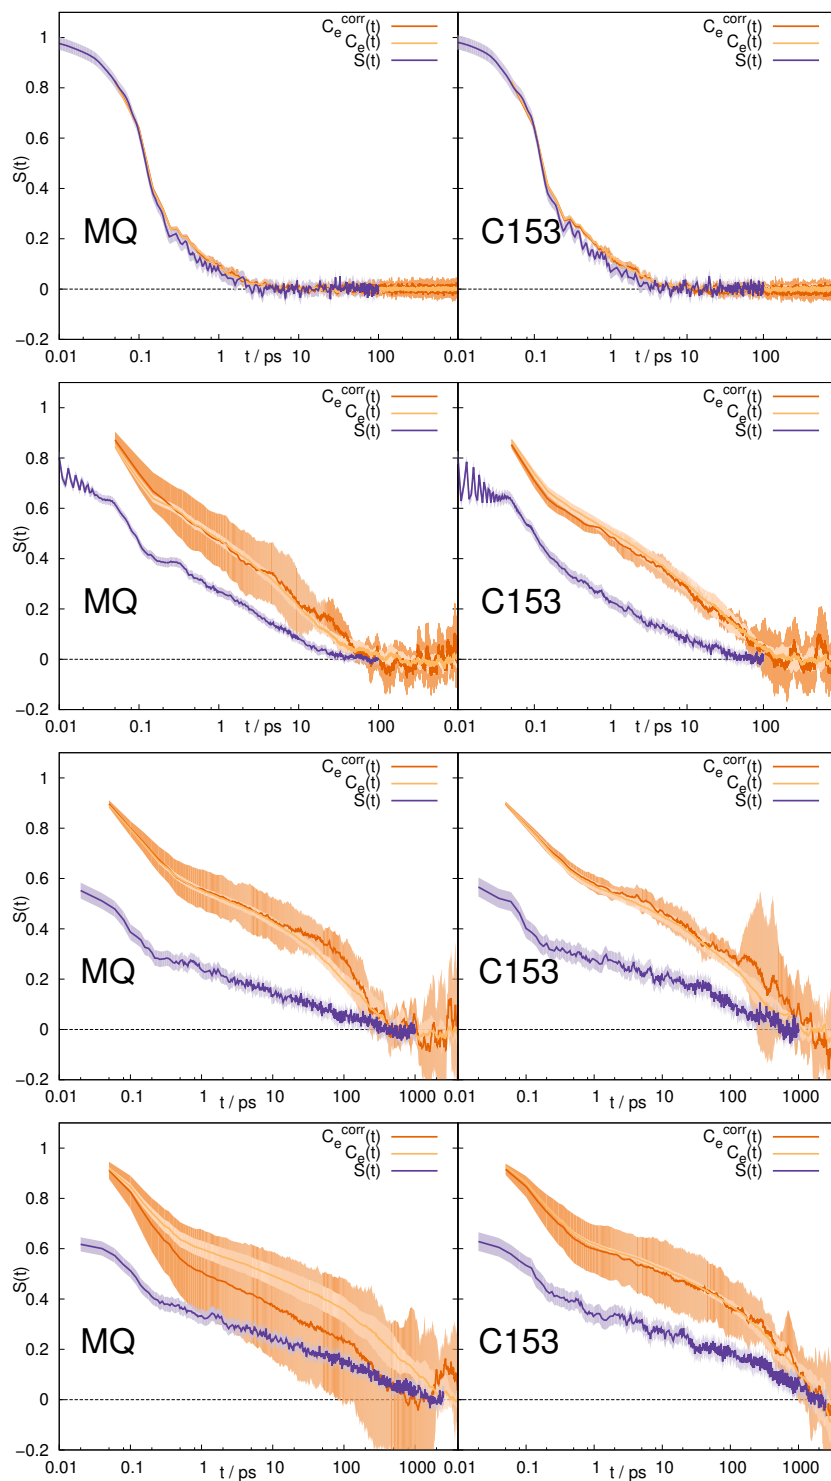 C_e^corr(t)
C_e(t)
S(t)
C_e^corr(t)
C_e(t)
S(t)
S(t)
1
0.8
0.6
0.4
0.2
0
−0.2
MQ
C153
0.01 0.1 1 t / ps 10 100 0.01 0.1 1 t / ps 10 100
C_e^corr(t)
C_e(t)
S(t)
C_e^corr(t)
C_e(t)
S(t)
S(t)
1
0.8
0.6
0.4
0.2
0
−0.2
MQ
C153
0.01 0.1 1 t / ps 10 100 0.01 0.1 1 t / ps 10 100
C_e^corr(t)
C_e(t)
S(t)
C_e^corr(t)
C_e(t)
S(t)
S(t)
1
0.8
0.6
0.4
0.2
0
−0.2
MQ
C153
0.01 0.1 1 t / ps 10 100 1000 0.01 0.1 1 t / ps 10 100 1000
C_e^corr(t)
C_e(t)
S(t)
C_e^corr(t)
C_e(t)
S(t)
S(t)
1
0.8
0.6
0.4
0.2
0
−0.2
MQ
C153
0.01 0.1 1 t / ps 10 100 1000 0.01 0.1 1 t / ps 10 100 1000